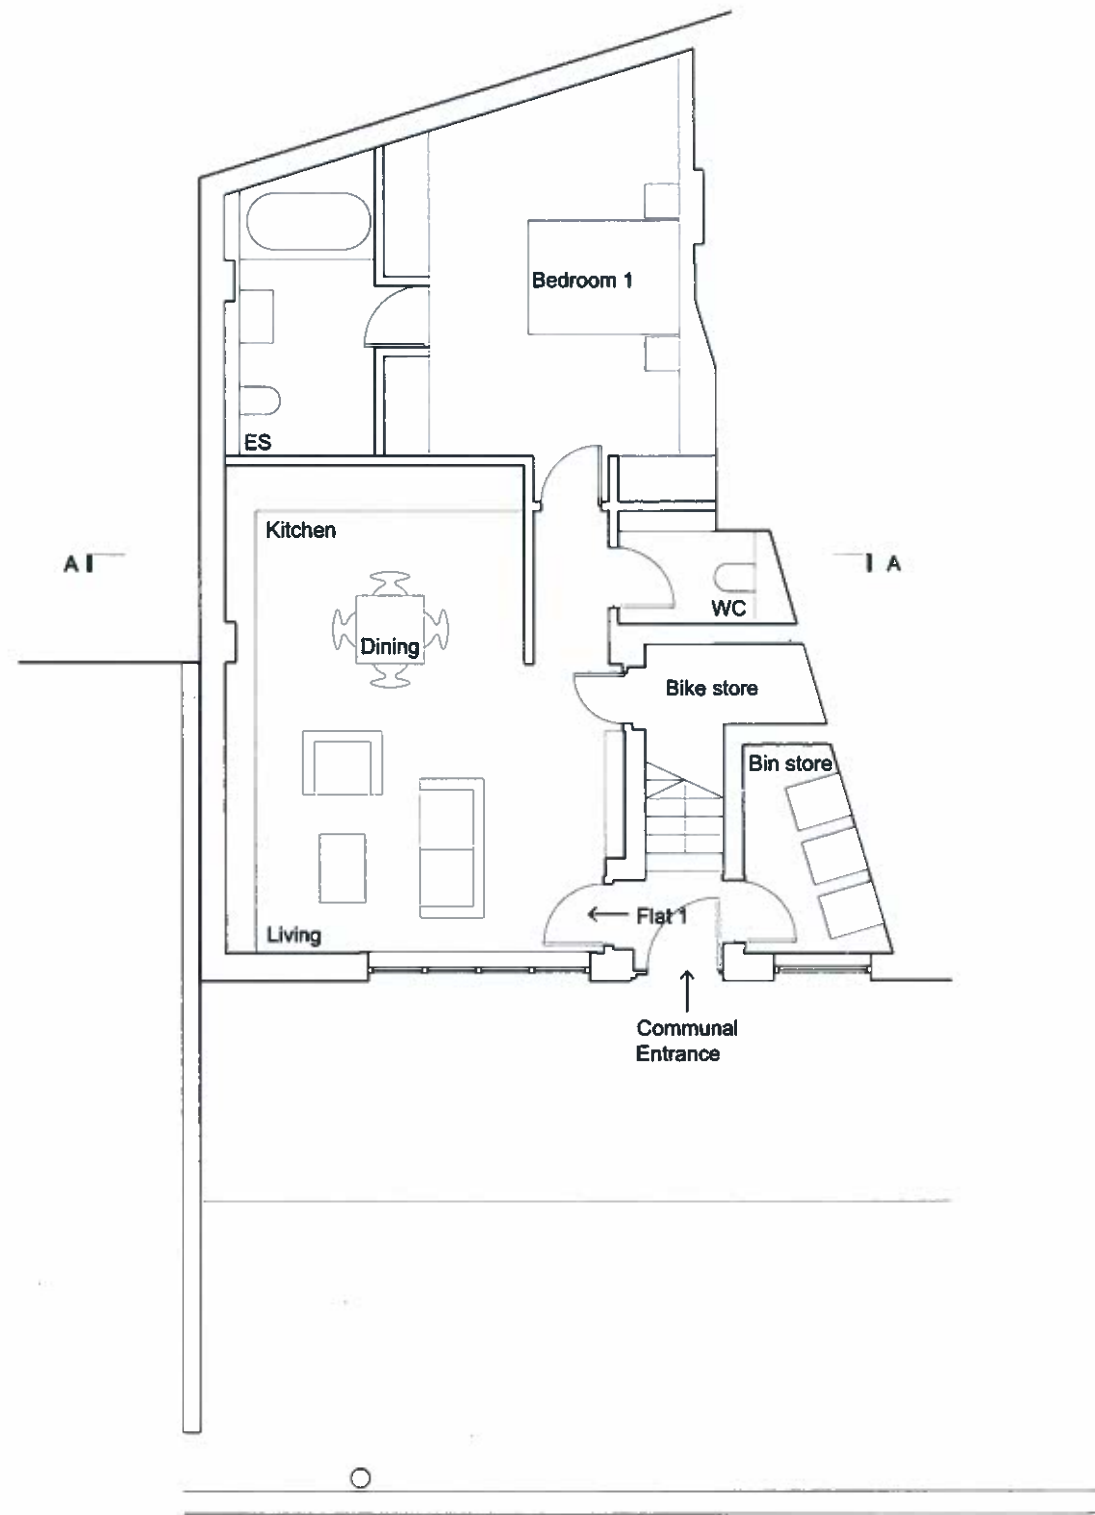 Bedroom 1
ES
Kitchen
A
A
WC
Dining
Bike store
Bin store
Flat 1
Living
Communal
Entrance